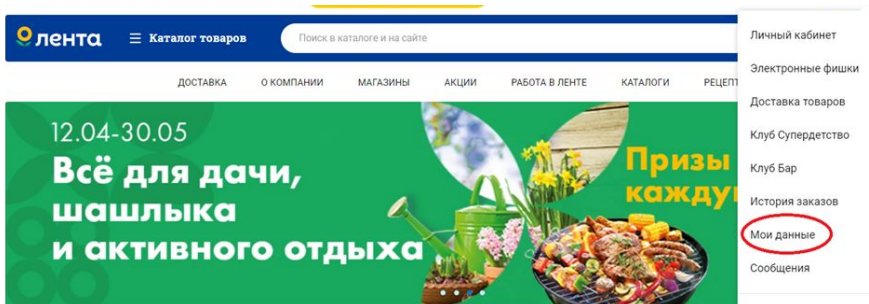 лента
Каталог товаров
Поиск в каталоге и на сайте
ДОСТАВКА
О КОМПАНИИ
МАГАЗИНЫ
АКЦИИ
РАБОТА В ЛЕНТЕ
КАТАЛОГИ
12.04-30.05
Всё для дачи,
шашлыка
и активного отдыха
Призы
Личный кабинет
Электронные фишки
Доставка товаров
Клуб Супердетство
Клуб Бар
История заказов
Мои данные
Сообщения